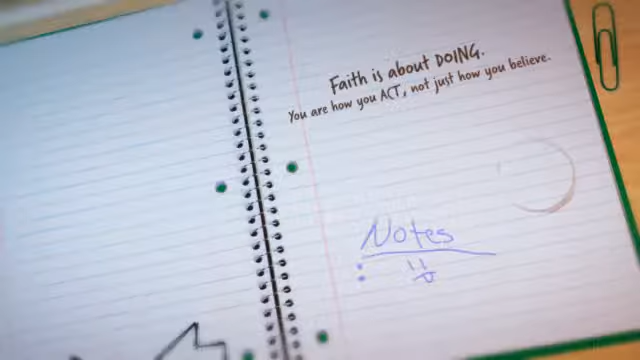 Faith is about DOING.
You are how you ACT, not just how you believe.
Notes